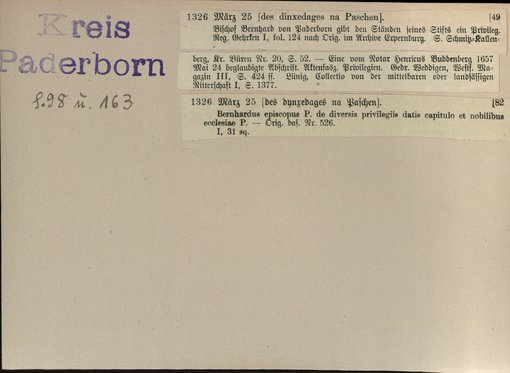 Kreis
Paderborn
S. 98 u. 163
1326 März 25 [des dinxedages na Paschen]. [49
Bischof Bernhard von Paderborn gibt den Ständen seines Stifts ein Privileg.
Reg. Gehrken I, fol. 124 nach Orig. im Archive Erpernburg. S. Schmitz-Kallen-
berg, Kr. Büren Nr. 20, S. 52. — Eine vom Notar Henricus Buddenberg 1657
Mai 24 beglaubigte Abschrift. Aktenfasz. Privilegien. Gedr. Weddigen, Westf. Ma-
gazin III, S. 424 ff. Lünig, Collectio von der mittelbaren oder landsässigen
Ritterschaft I, S. 1377.
1326 März 25 [des dynxedages na Paschen]. [82
Bernhardus episcopus P. de diversis privilegiis datis capitulo et nobilibus
ecclesiae P. — Orig. das. Nr. 526.
I, 31 sq.